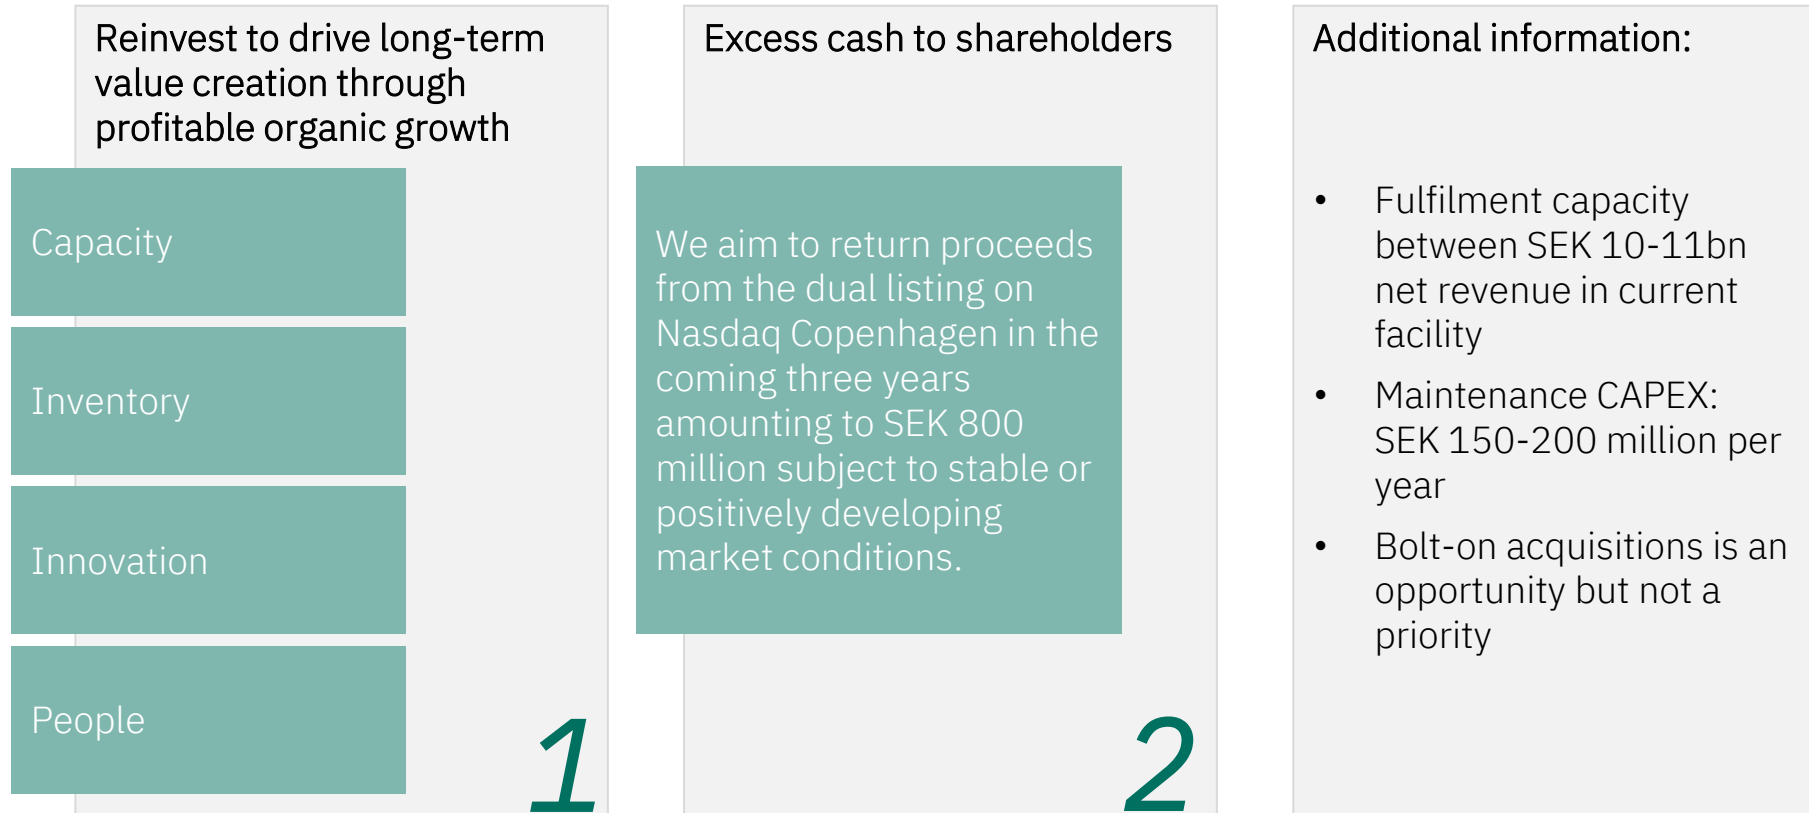 Reinvest to drive long-term
value creation through
profitable organic growth
Capacity
Inventory
Innovation
People
1
Excess cash to shareholders
We aim to return proceeds
from the dual listing on
Nasdaq Copenhagen in the
coming three years
amounting to SEK 800
million subject to stable or
positively developing
market conditions.
2
Additional information:
• Fulfilment capacity
between SEK 10-11bn
net revenue in current
facility
• Maintenance CAPEX:
SEK 150-200 million per
year
• Bolt-on acquisitions is an
opportunity but not a
priority